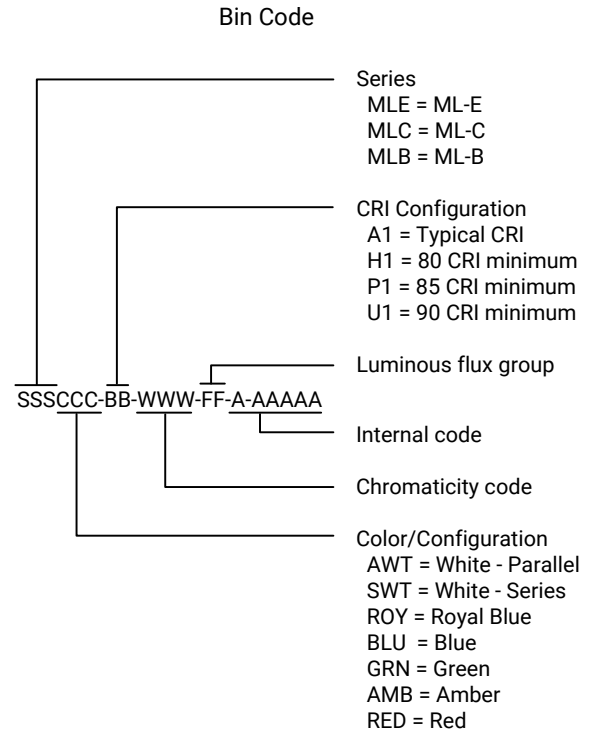 Bin Code
Series
MLE = ML-E
MLC = ML-C
MLB = ML-B
CRI Configuration
A1 = Typical CRI
H1 = 80 CRI minimum
P1 = 85 CRI minimum
U1 = 90 CRI minimum
Luminous flux group
SSSCCC-BB-WWW-FF-A-AAAAA
Internal code
Chromaticity code
Color/Configuration
AWT = White - Parallel
SWT = White - Series
ROY = Royal Blue
BLU = Blue
GRN = Green
AMB = Amber
RED = Red